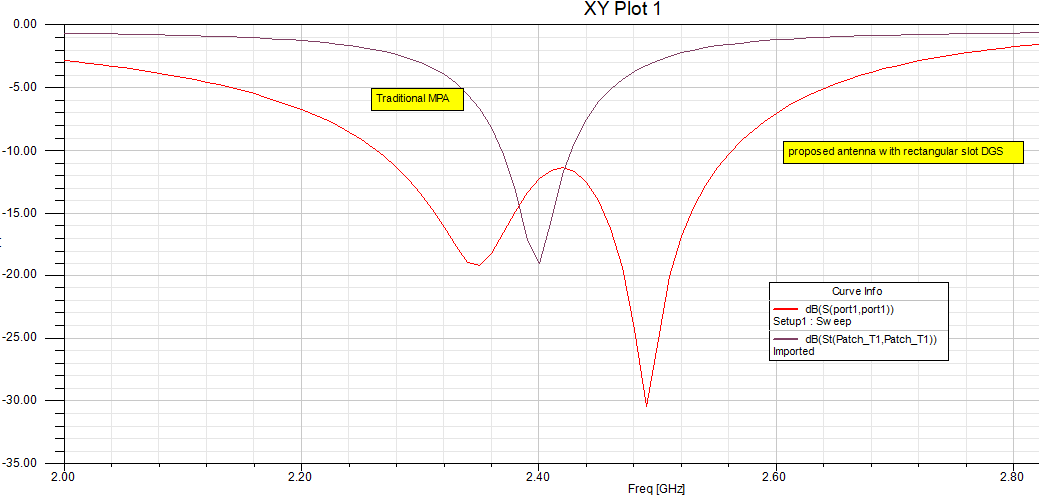 XY Plot 1
0.00
-5.00
-10.00
-15.00
-20.00
-25.00
-30.00
-35.00
Traditional MPA
proposed antenna with rectangular slot DGS
Curve Info
dB(S(port1,port1))
Setup1 : Sweep
dB(St(Patch_T1,Patch_T1))
Imported
2.00 2.20 2.40 2.60 2.80
Freq [GHz]